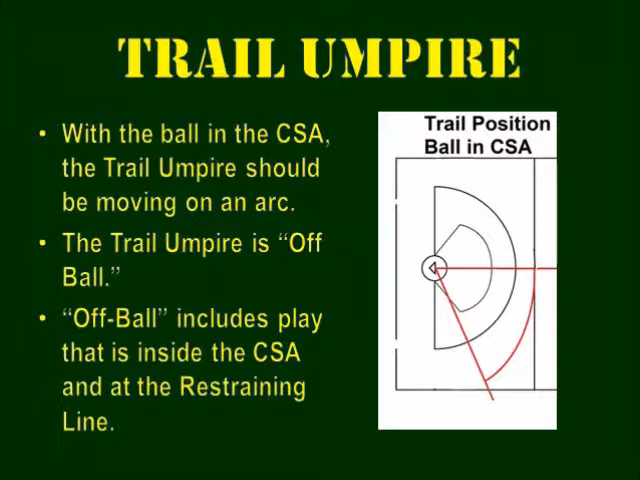 TRAIL UMPIRE
• With the ball in the CSA,
the Trail Umpire should
be moving on an arc.
• The Trail Umpire is “Off
Ball.”
• “Off-Ball” includes play
that is inside the CSA
and at the Restraining
Line.
Trail Position
Ball in CSA